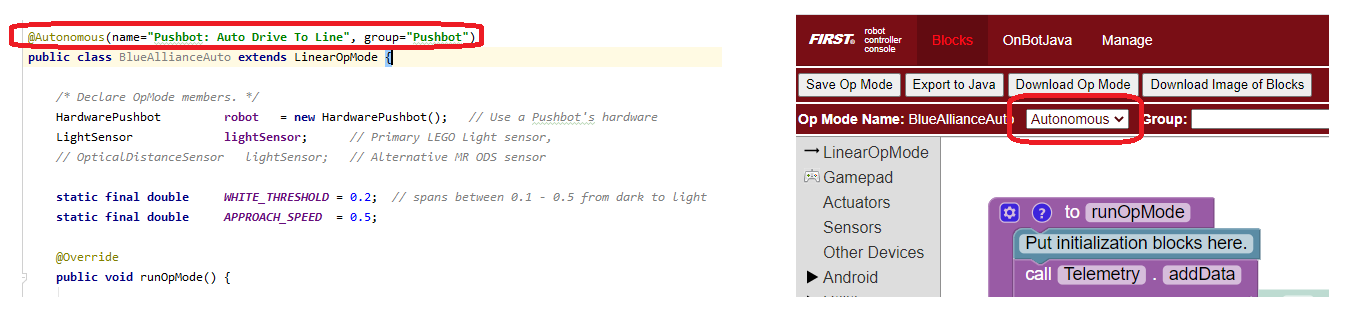 @Autonomous(name="Pushbot: Auto Drive To Line", group="Pushbot")
public class BlueAllianceAuto extends LinearOpMode {
/* Declare OpMode members. */
HardwarePushbot robot = new HardwarePushbot(); // Use a Pushbot's hardware
LightSensor lightSensor; // Primary LEGO Light sensor,
// OpticalDistanceSensor lightSensor; // Alternative MR ODS sensor
static final double WHITE_THRESHOLD = 0.2; // spans between 0.1 - 0.5 from dark to light
static final double APPROACH_SPEED = 0.5;
@Override
public void runOpMode() {
FIRST® robot controller console Blocks OnBotJava Manage
Save Op Mode Export to Java Download Op Mode Download Image of Blocks
Op Mode Name: BlueAllianceAuto Autonomous Group:
LinearOpMode
Gamepad
Actuators
Sensors
Other Devices
Android
? to runOpMode
Put initialization blocks here.
call Telemetry . addData